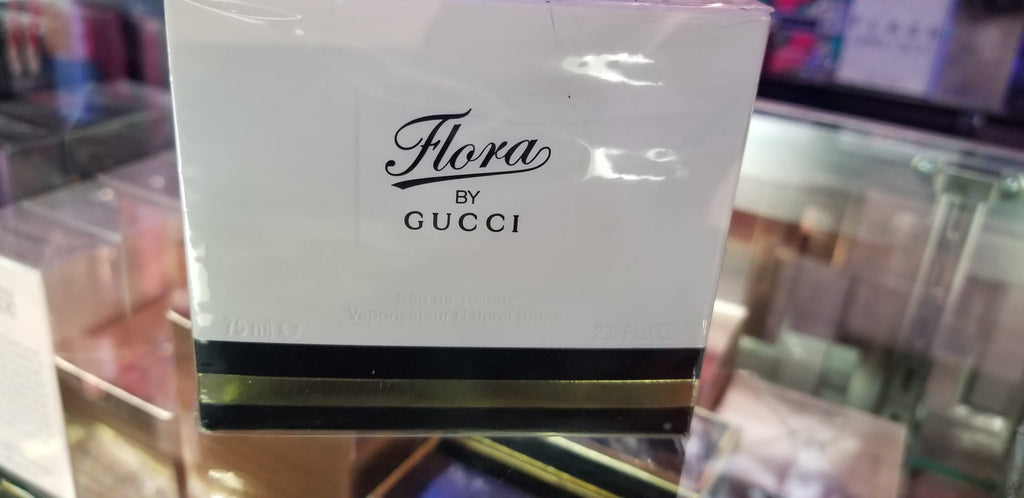 Flora
BY
GUCCI
Eau de Toilette
Vaporisateur Natural Spray
75 ml e 2.5 FL.OZ